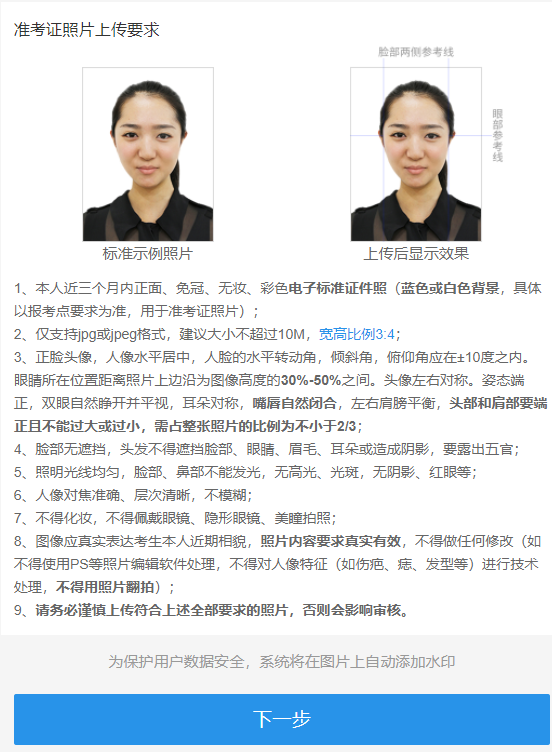 准考证照片上传要求
脸部两侧参考线
眼部参考线
标准示例照片
上传后显示效果
1、本人近三个月内正面、免冠、无妆、彩色电子标准证件照（蓝色或白色背景，具体
以报考点要求为准，用于准考证照片）；
2、仅支持jpg或jpeg格式，建议大小不超过10M，宽高比例3:4；
3、正脸头像，人像水平居中，人脸的水平转动角，倾斜角，俯仰角应在±10度之内。
眼睛所在位置距离照片上边沿为图像高度的30%-50%之间。头像左右对称。姿态端
正，双眼自然睁开并平视，耳朵对称，嘴唇自然闭合，左右肩膀平衡，头部和肩部要端
正且不能过大或过小，需占整张照片的比例为不小于2/3；
4、脸部无遮挡，头发不得遮挡脸部、眼睛、眉毛、耳朵或造成阴影，要露出五官；
5、照明光线均匀，脸部、鼻部不能发光，无高光、光斑，无阴影、红眼等；
6、人像对焦准确、层次清晰，不模糊；
7、不得化妆，不得佩戴眼镜、隐形眼镜、美瞳拍照；
8、图像应真实表达考生本人近期相貌，照片内容要求真实有效，不得做任何修改（如
不得使用PS等照片编辑软件处理，不得对人像特征（如伤疤、痣、发型等）进行技术
处理，不得用照片翻拍）；
9、请务必谨慎上传符合上述全部要求的照片，否则会影响审核。
为保护用户数据安全，系统将在图片上自动添加水印
下一步